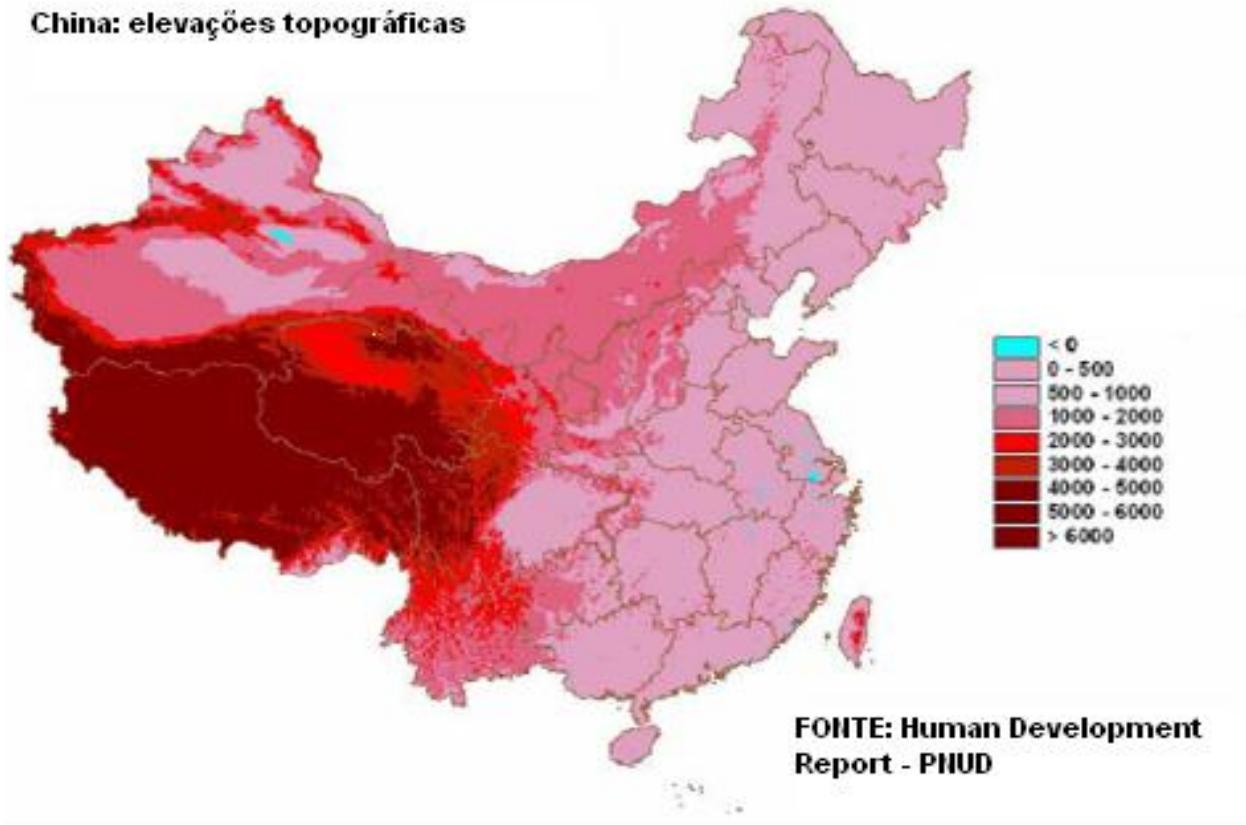 China: elevações topográficas
< 0
0 - 500
500 - 1000
1000 - 2000
2000 - 3000
3000 - 4000
4000 - 5000
5000 - 6000
> 6000
FONTE: Human Development
Report - PNUD